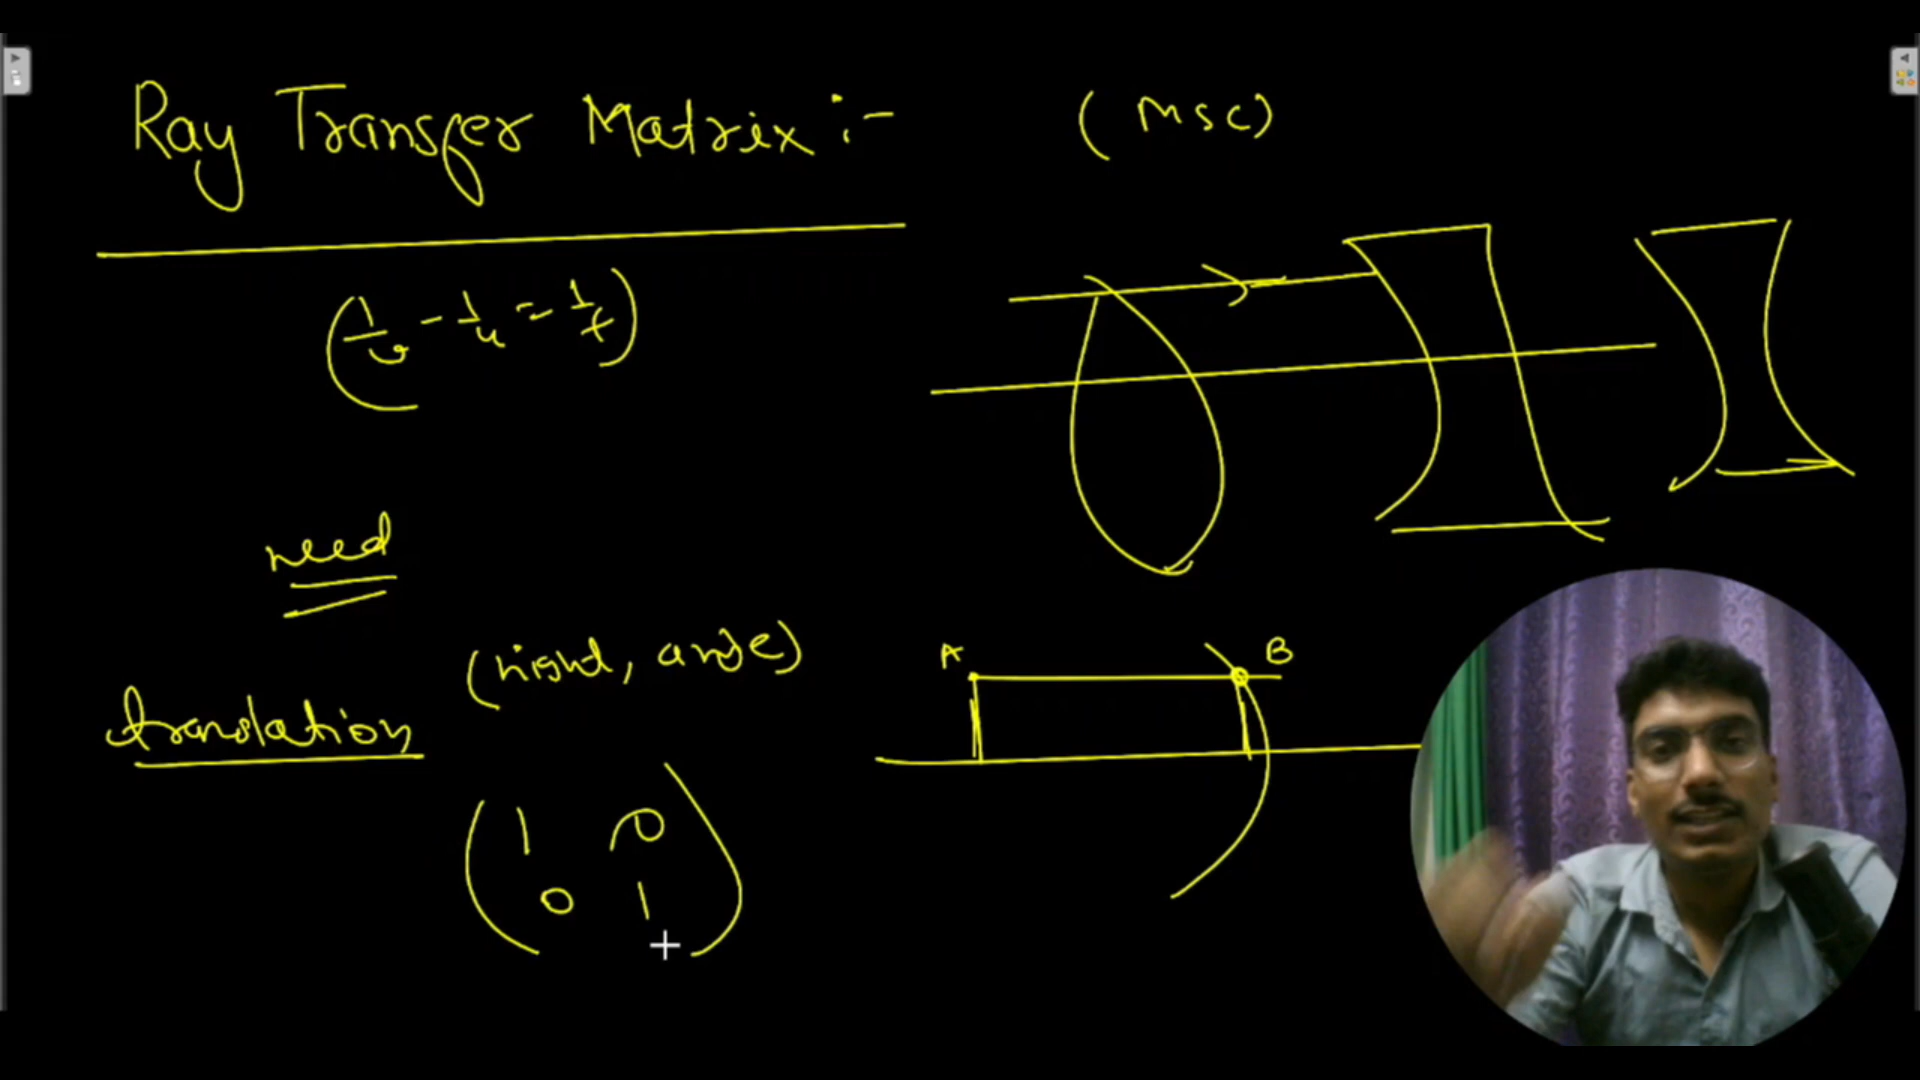 Ray Transfer Matrix :- (MSC)
(1/v - 1/u = 1/f)
need
(hight, angle)
translation
A B
1 0
0 1